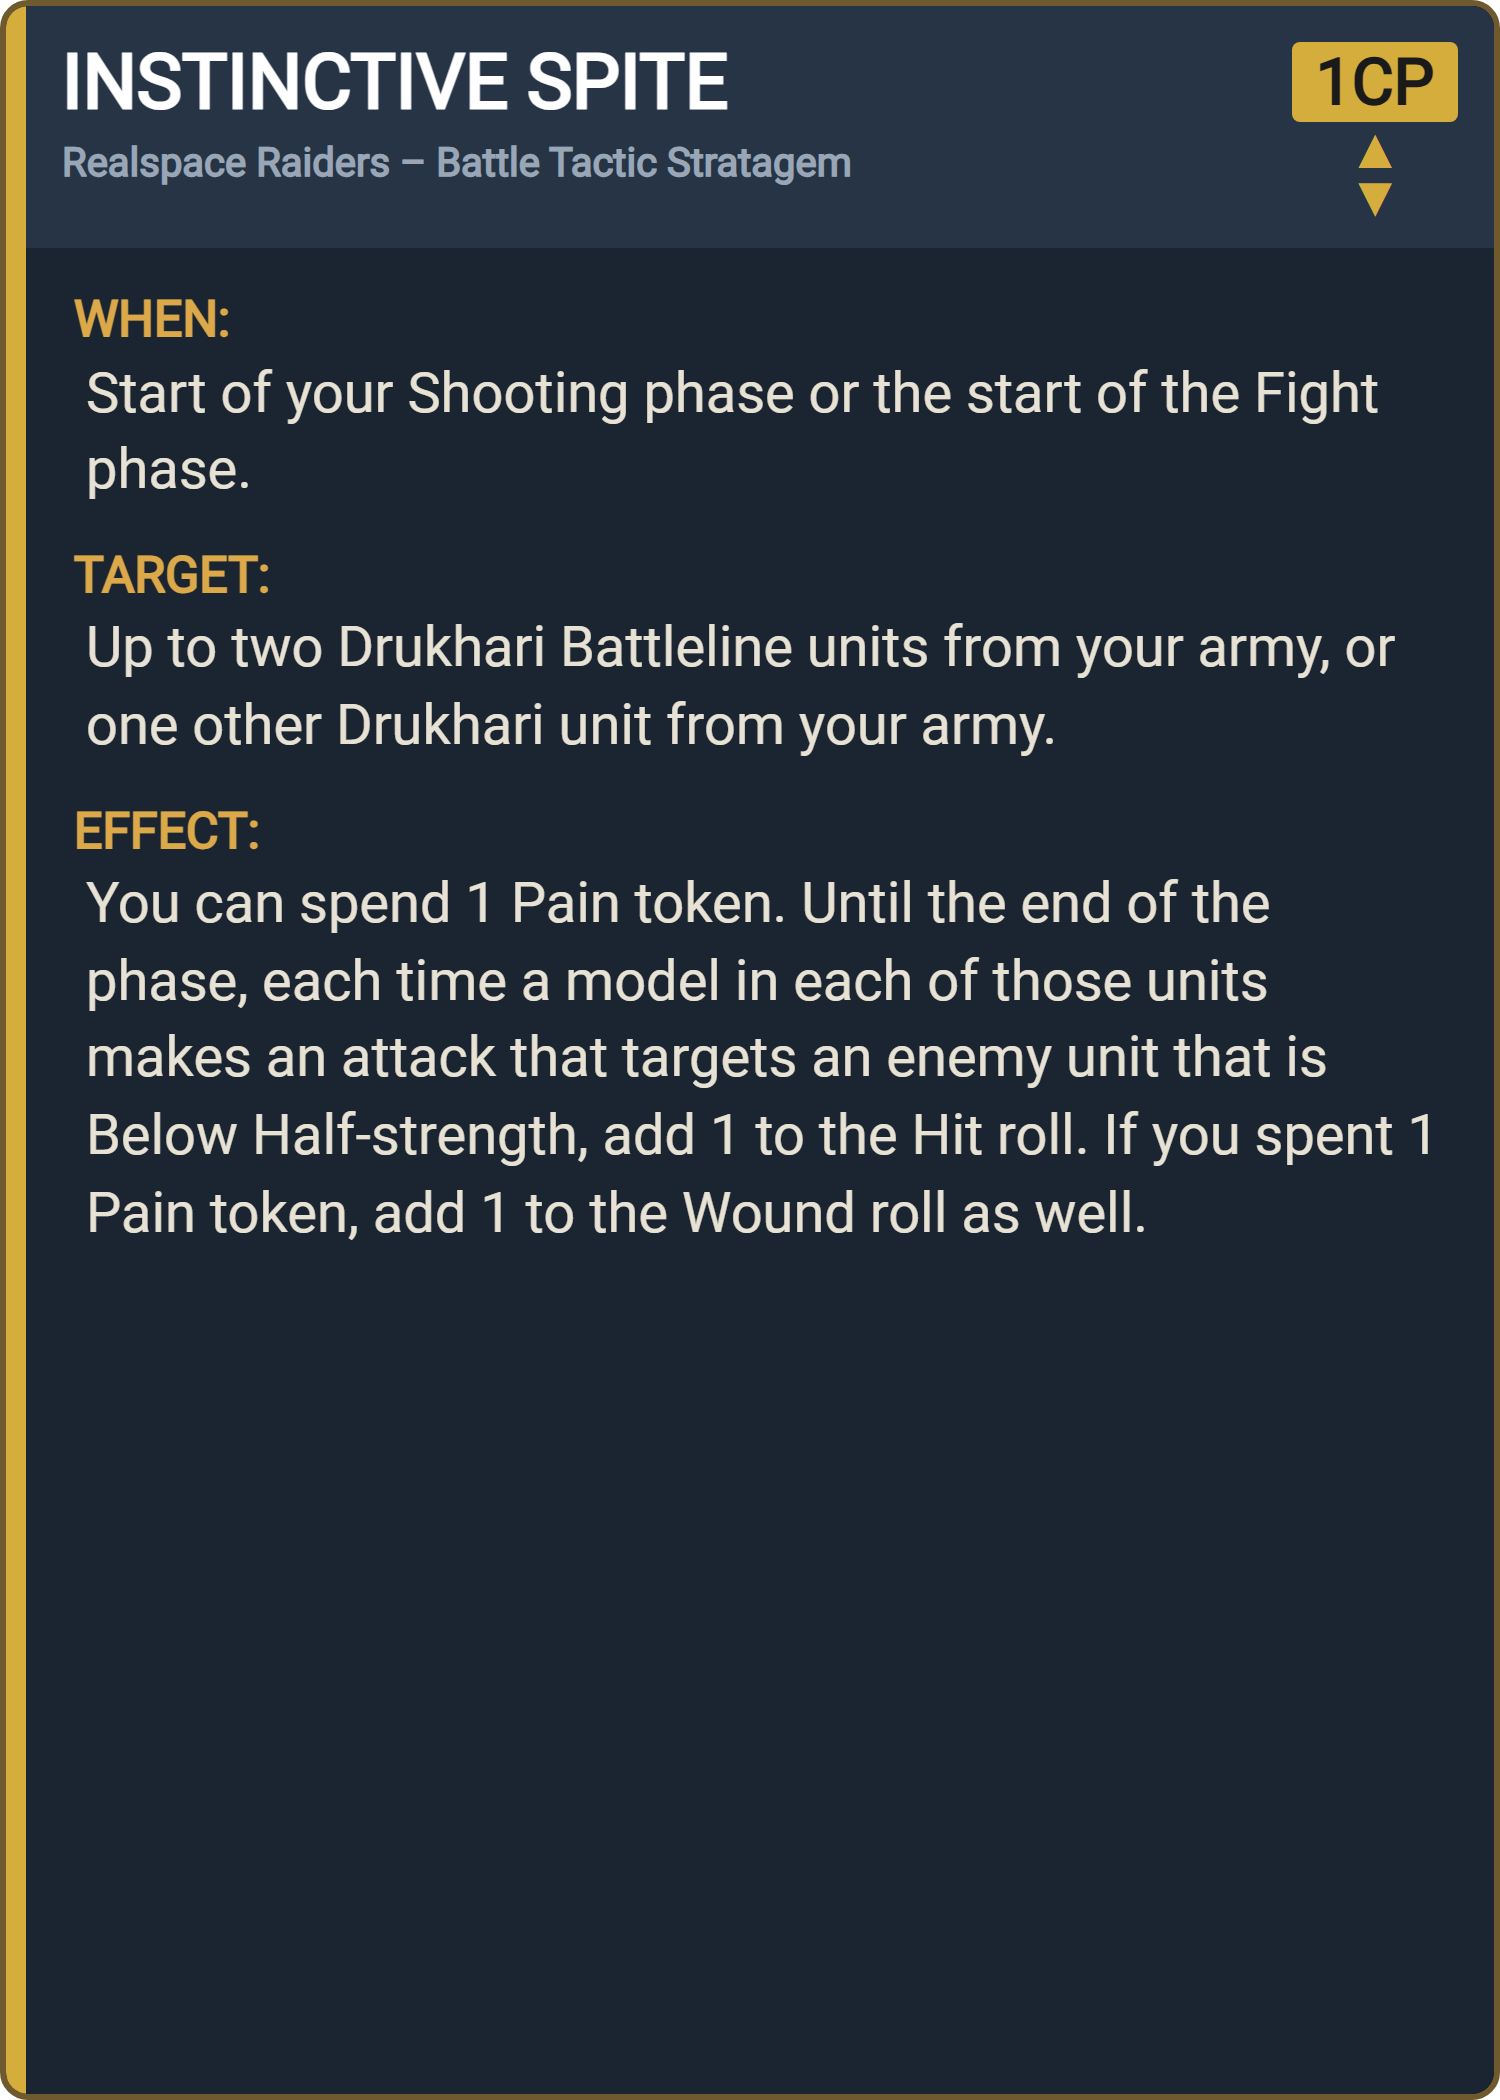 INSTINCTIVE SPITE
1CP
Realspace Raiders – Battle Tactic Stratagem
WHEN:
Start of your Shooting phase or the start of the Fight
phase.
TARGET:
Up to two Drukhari Battleline units from your army, or
one other Drukhari unit from your army.
EFFECT:
You can spend 1 Pain token. Until the end of the
phase, each time a model in each of those units
makes an attack that targets an enemy unit that is
Below Half-strength, add 1 to the Hit roll. If you spent 1
Pain token, add 1 to the Wound roll as well.